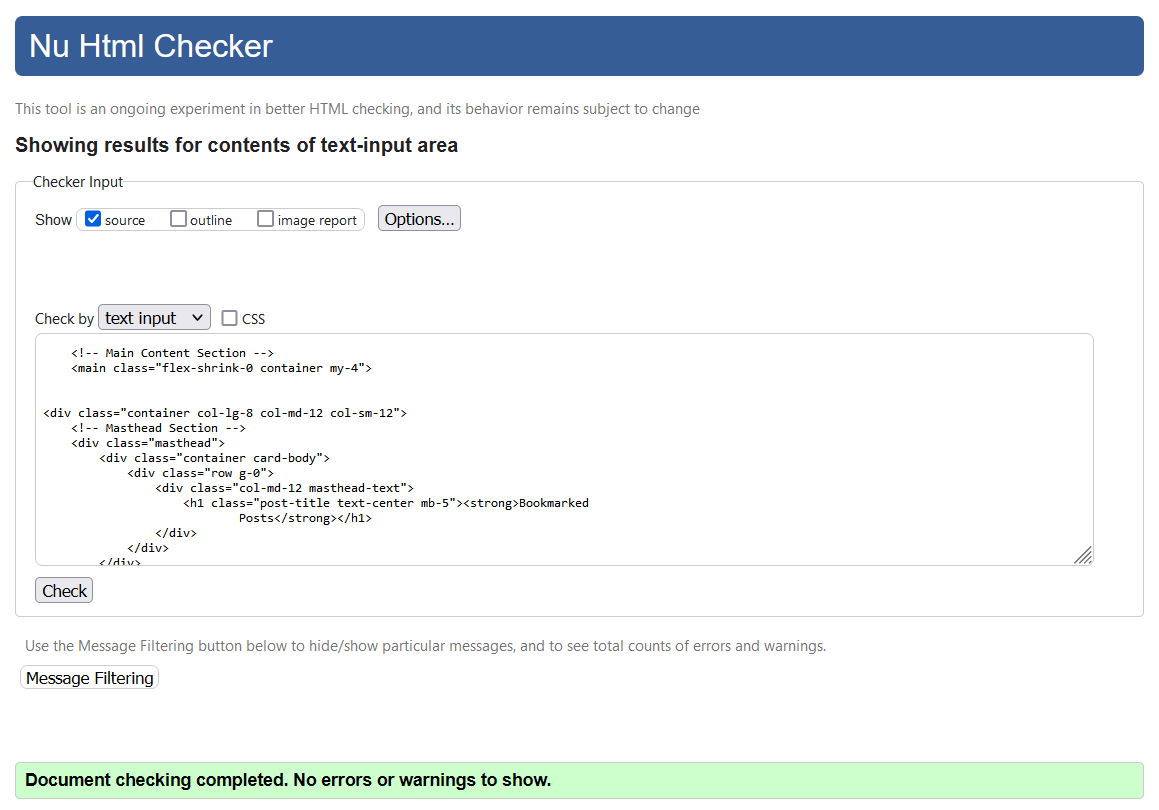 Nu Html Checker
This tool is an ongoing experiment in better HTML checking, and its behavior remains subject to change
Showing results for contents of text-input area
Checker Input
Show source outline image report Options...
Check by text input CSS
<!-- Main Content Section -->
<main class="flex-shrink-0 container my-4">
<div class="container col-lg-8 col-md-12 col-sm-12">
<!-- Masthead Section -->
<div class="masthead">
<div class="container card-body">
<div class="row g-0">
<div class="col-md-12 masthead-text">
<h1 class="post-title text-center mb-5"><strong>Bookmarked
Posts</strong></h1>
</div>
</div>
</div>
Check
Use the Message Filtering button below to hide/show particular messages, and to see total counts of errors and warnings.
Message Filtering
Document checking completed. No errors or warnings to show.